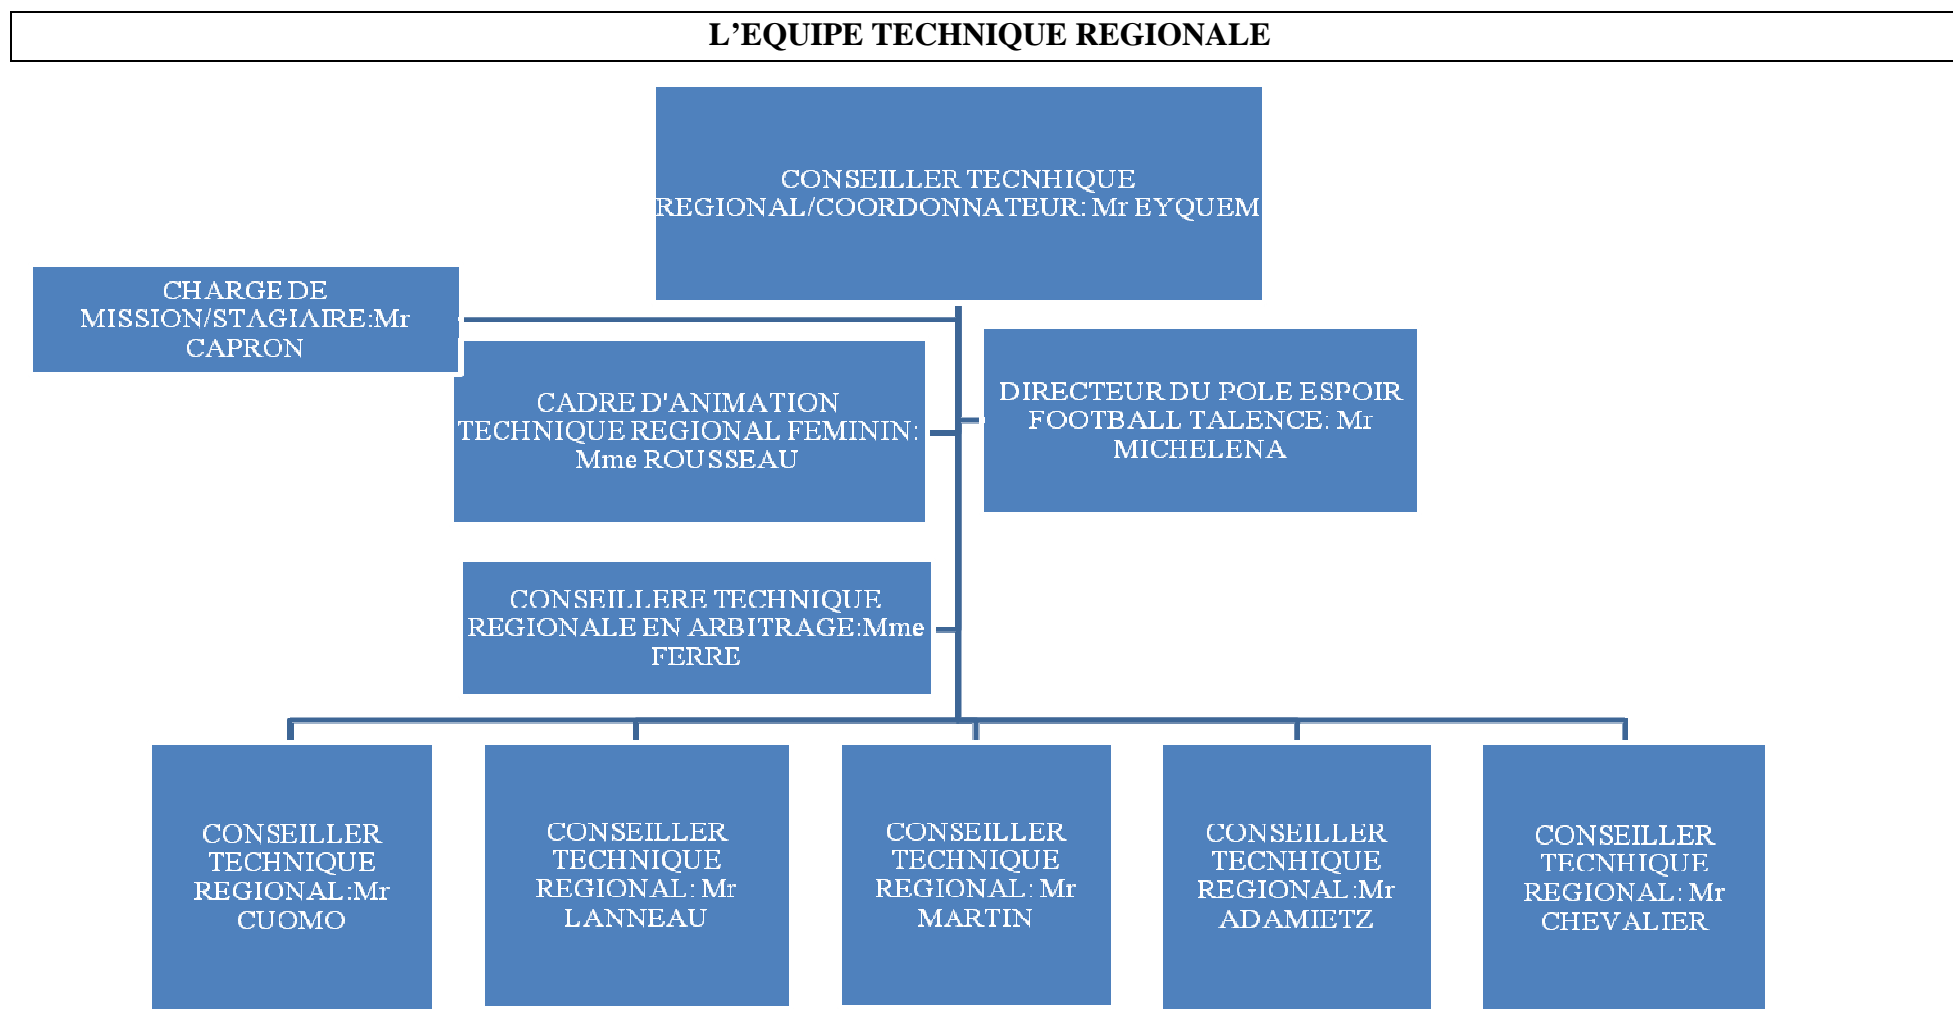 L’EQUIPE TECHNIQUE REGIONALE
CONSEILLER TECNHIQUE
REGIONAL/COORDONNATEUR: Mr EYQUEM
CHARGE DE
MISSION/STAGIAIRE:Mr
CAPRON
CADRE D'ANIMATION
TECHNIQUE REGIONAL FEMININ:
Mme ROUSSEAU
DIRECTEUR DU POLE ESPOIR
FOOTBALL TALENCE: Mr
MICHELENA
CONSEILLERE TECHNIQUE
REGIONALE EN ARBITRAGE:Mme
FERRE
CONSEILLER
TECHNIQUE
REGIONAL:Mr
CUOMO
CONSEILLER
TECHNIQUE
REGIONAL: Mr
LANNEAU
CONSEILLER
TECHNIQUE
REGIONAL: Mr
MARTIN
CONSEILLER
TECNHIQUE
REGIONAL:Mr
ADAMIETZ
CONSEILLER
TECNHIQUE
REGIONAL: Mr
CHEVALIER